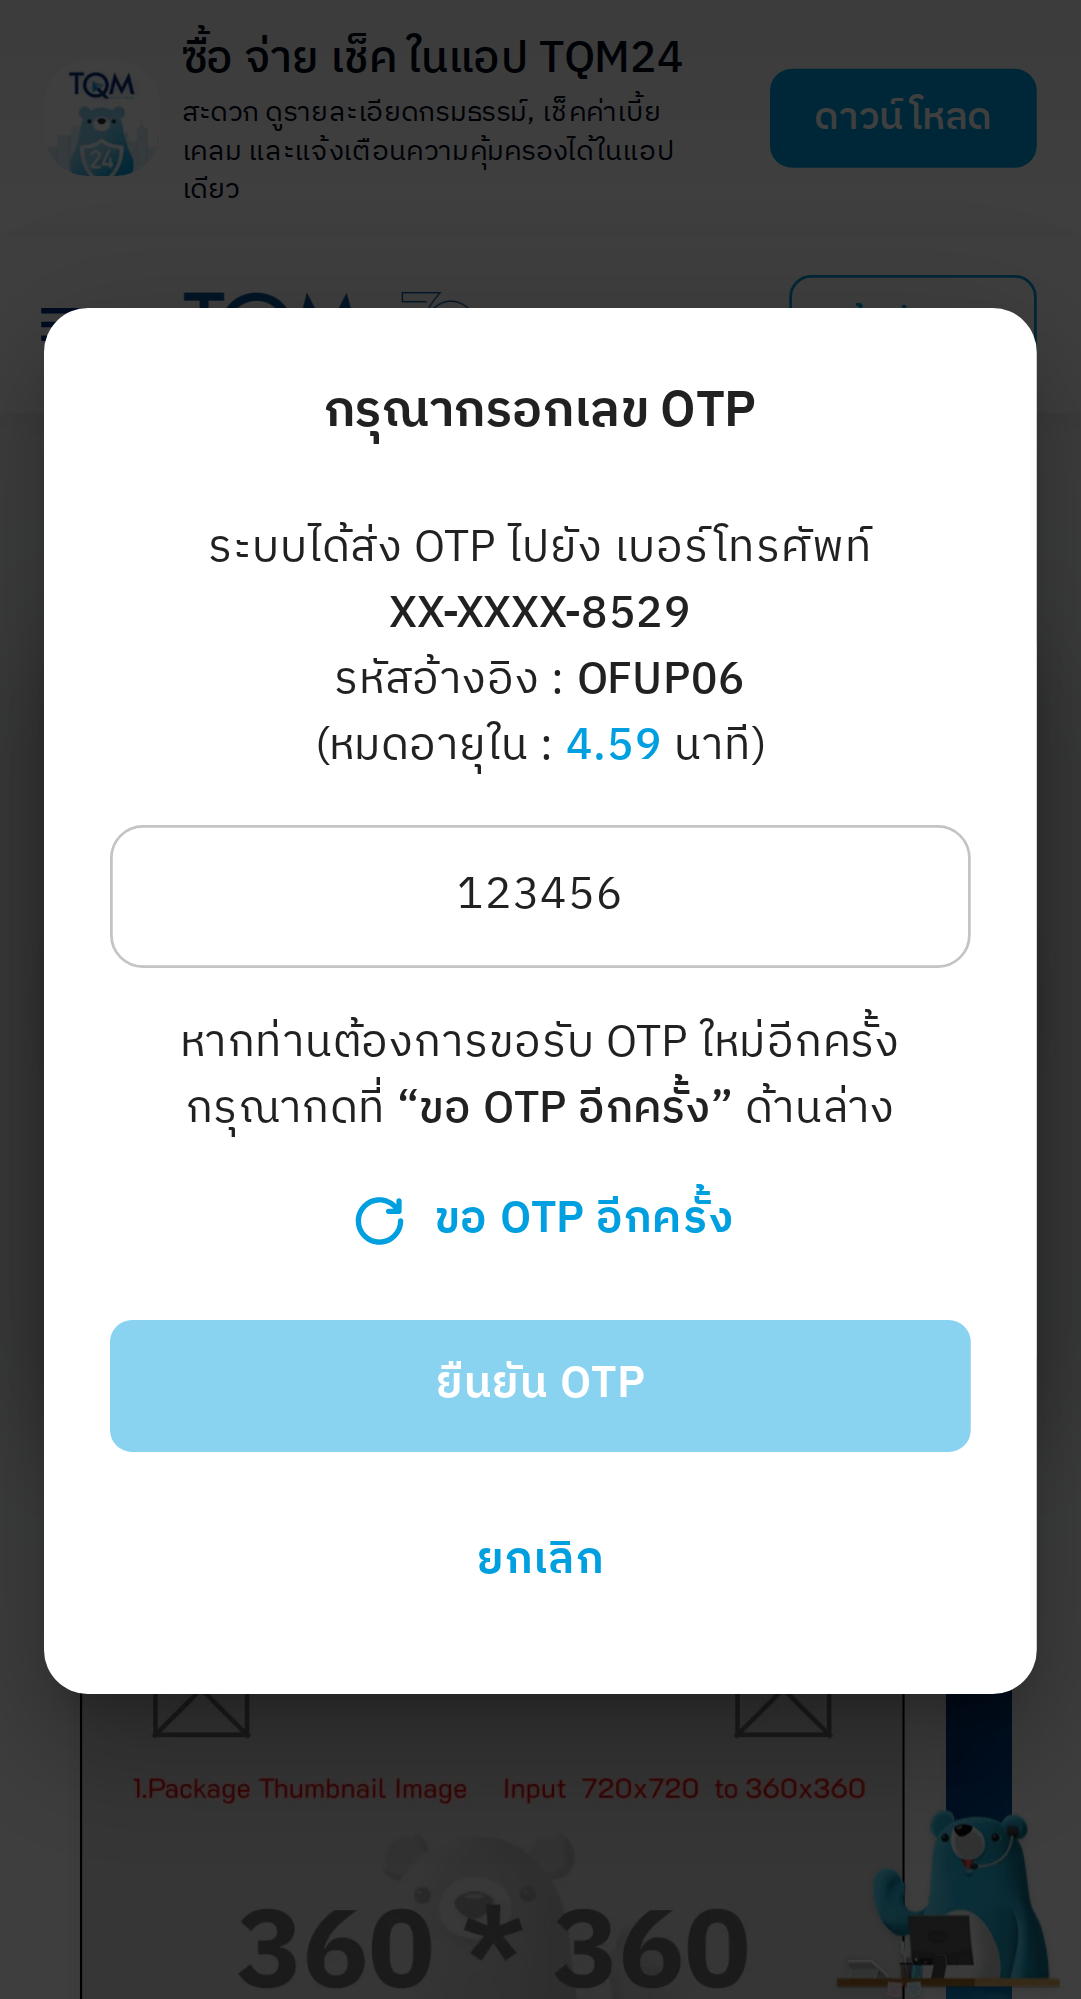 TQM
24
ซื้อ จ่าย เช็ค ในแอป TQM24
สะดวก ดูรายละเอียดกรมธรรม์, เช็คค่าเบี้ย
เคลม และแจ้งเตือนความคุ้มครองได้ในแอป
เดียว
ดาวน์โหลด
TQM
กรุณากรอกเลข OTP
ระบบได้ส่ง OTP ไปยัง เบอร์โทรศัพท์
XX-XXXX-8529
รหัสอ้างอิง : OFUP06
(หมดอายุใน : 4.59 นาที)
123456
หากท่านต้องการขอรับ OTP ใหม่อีกครั้ง
กรุณากดที่ “ขอ OTP อีกครั้ง” ด้านล่าง
ขอ OTP อีกครั้ง
ยืนยัน OTP
ยกเลิก
1.Package Thumbnail Image Input 720x720 to 360x360
360 * 360